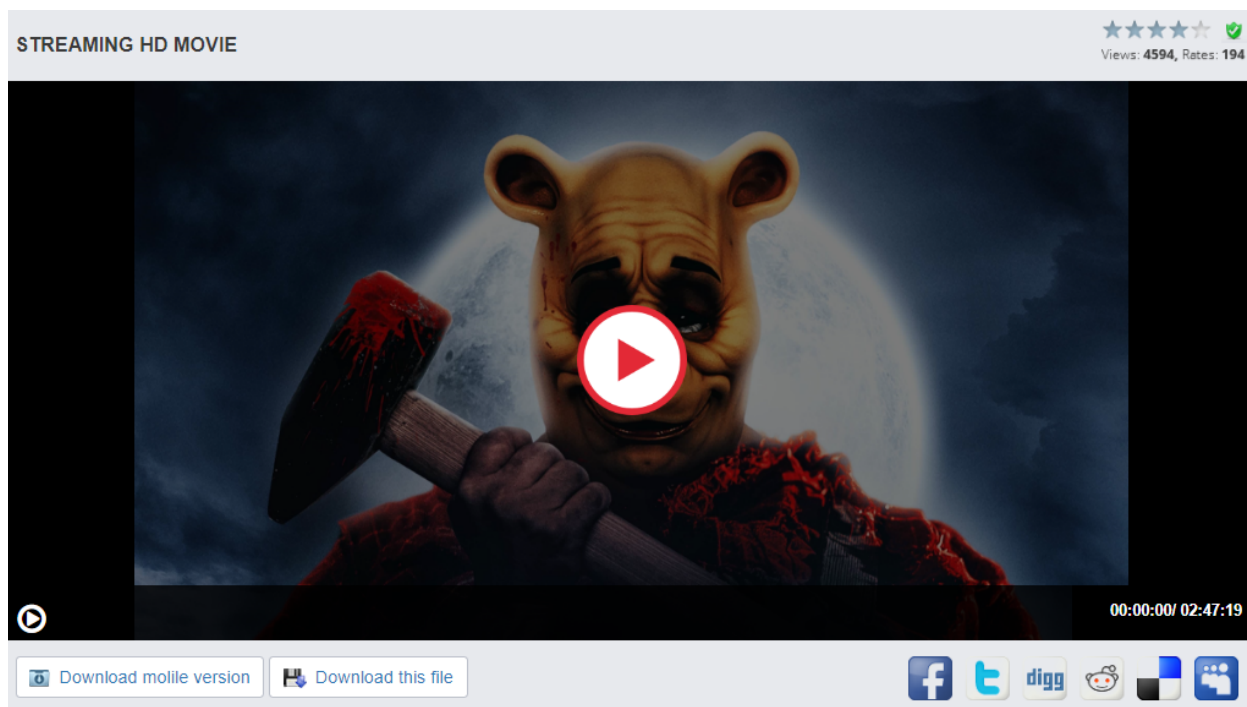 STREAMING HD MOVIE
Views: 4594, Rates: 194
00:00:00/ 02:47:19
Download molile version
Download this file
digg